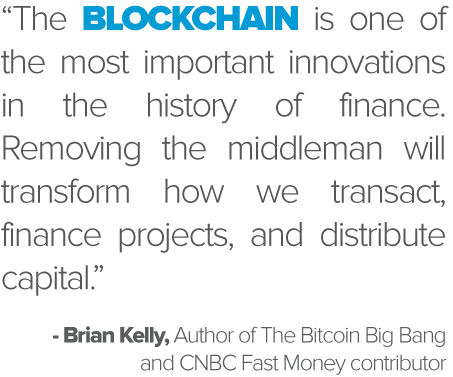 “The BLOCKCHAIN is one of
the most important innovations
in the history of finance.
Removing the middleman will
transform how we transact,
finance projects, and distribute
capital.”
- Brian Kelly, Author of The Bitcoin Big Bang
and CNBC Fast Money contributor